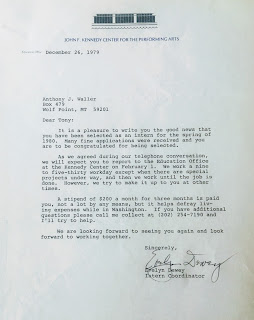 JOHN F. KENNEDY CENTER FOR THE PERFORMING ARTS
December 26, 1979
Anthony J. Waller
Box 479
Wolf Point, MT 59201
Dear Tony:
It is a pleasure to write you the good news that
you have been selected as an intern for the spring of
1980. Many fine applications were received and you
are to be congratulated for being selected.
As we agreed during our telephone conversation,
we will expect you to report to the Education Office
at the Kennedy Center on February 1. We work a nine
to five-thirty workday except when there are special
projects under way, and then we work until the job is
done. However, we try to make it up to you at other
times.
A stipend of $200 a month for three months is paid
you, not a lot by any means, but it helps defray liv-
ing expenses while in Washington. If you have additional
questions please call me collect at (202) 254-7190 and
I'll try to help.
We are looking forward to seeing you again and look
forward to working together.
Sincerely,
Evelyn Dewey
Evelyn Dewey
Intern Coordinator